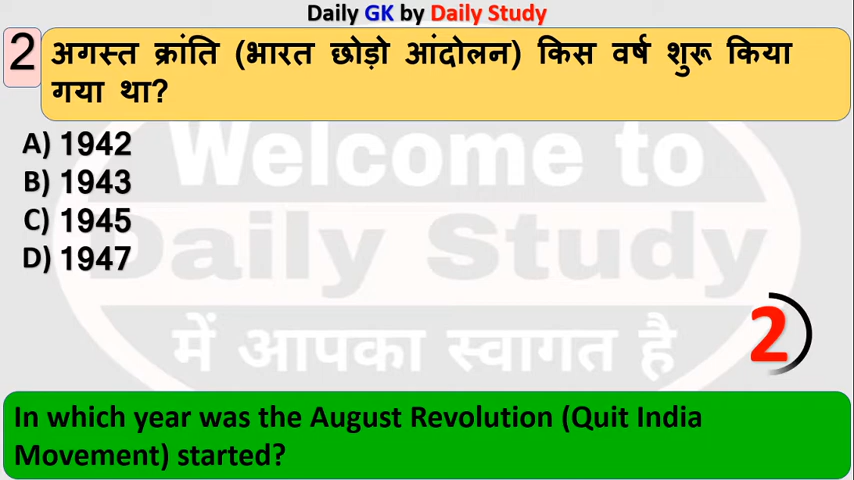 Daily GK by Daily Study
2
अगस्त क्रांति (भारत छोड़ो आंदोलन) किस वर्ष शुरू किया
गया था?
A) 1942
B) 1943
C) 1945
D) 1947
Welcome to
Daily Study
में आपका स्वागत है
2
In which year was the August Revolution (Quit India
Movement) started?